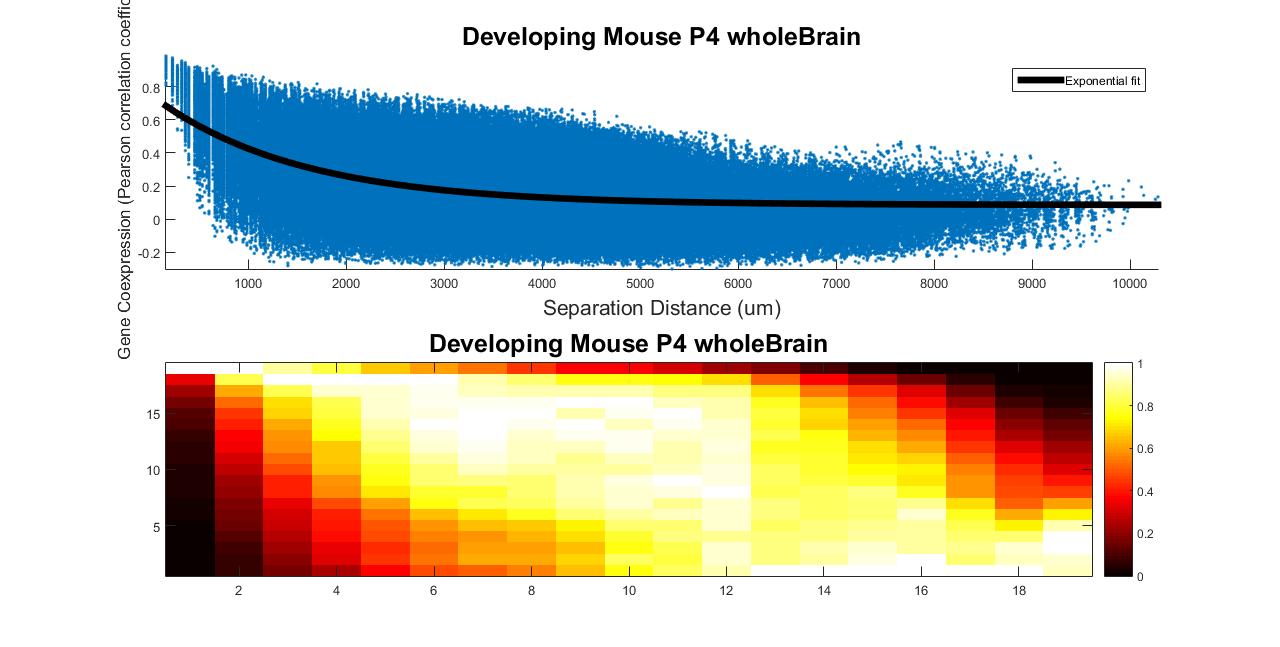 Developing Mouse P4 wholeBrain
Gene Coexpression (Pearson correlation
Exponential fit
0.8
0.6
0.4
0.2
0
-0.2
1000 2000 3000 4000 5000 6000 7000 8000 9000 10000
Separation Distance (um)
Developing Mouse P4 wholeBrain
15
10
5
2 4 6 8 10 12 14 16 18
1
0.8
0.6
0.4
0.2
0